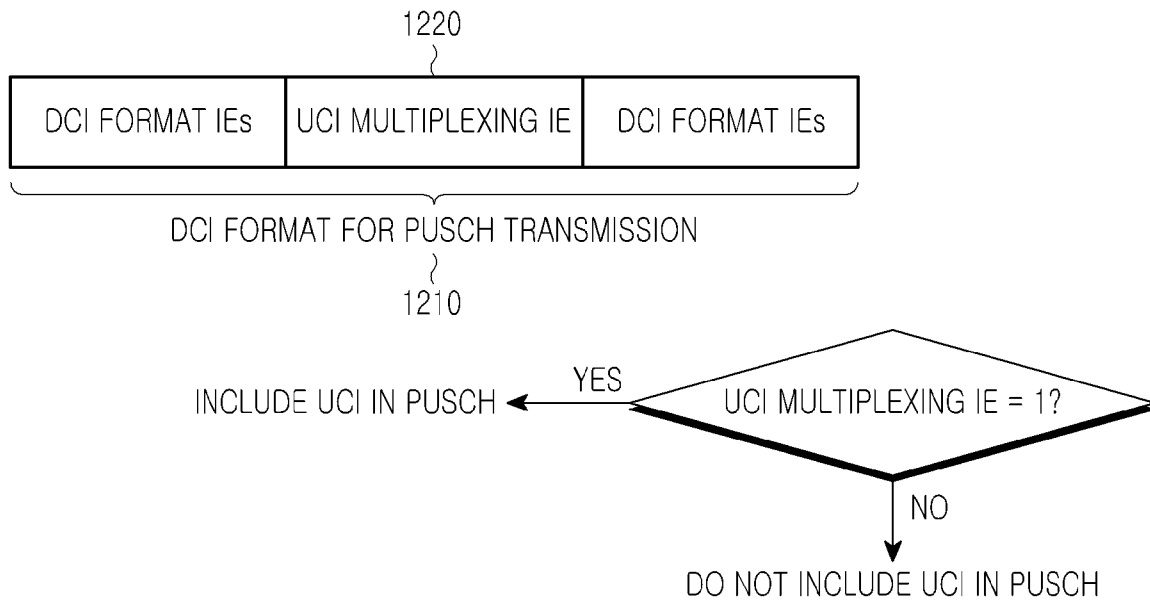 1220
DCI FORMAT IEs UCI MULTIPLEXING IE DCI FORMAT IEs
DCI FORMAT FOR PUSCH TRANSMISSION
1210
INCLUDE UCI IN PUSCH YES UCI MULTIPLEXING IE = 1?
NO
DO NOT INCLUDE UCI IN PUSCH